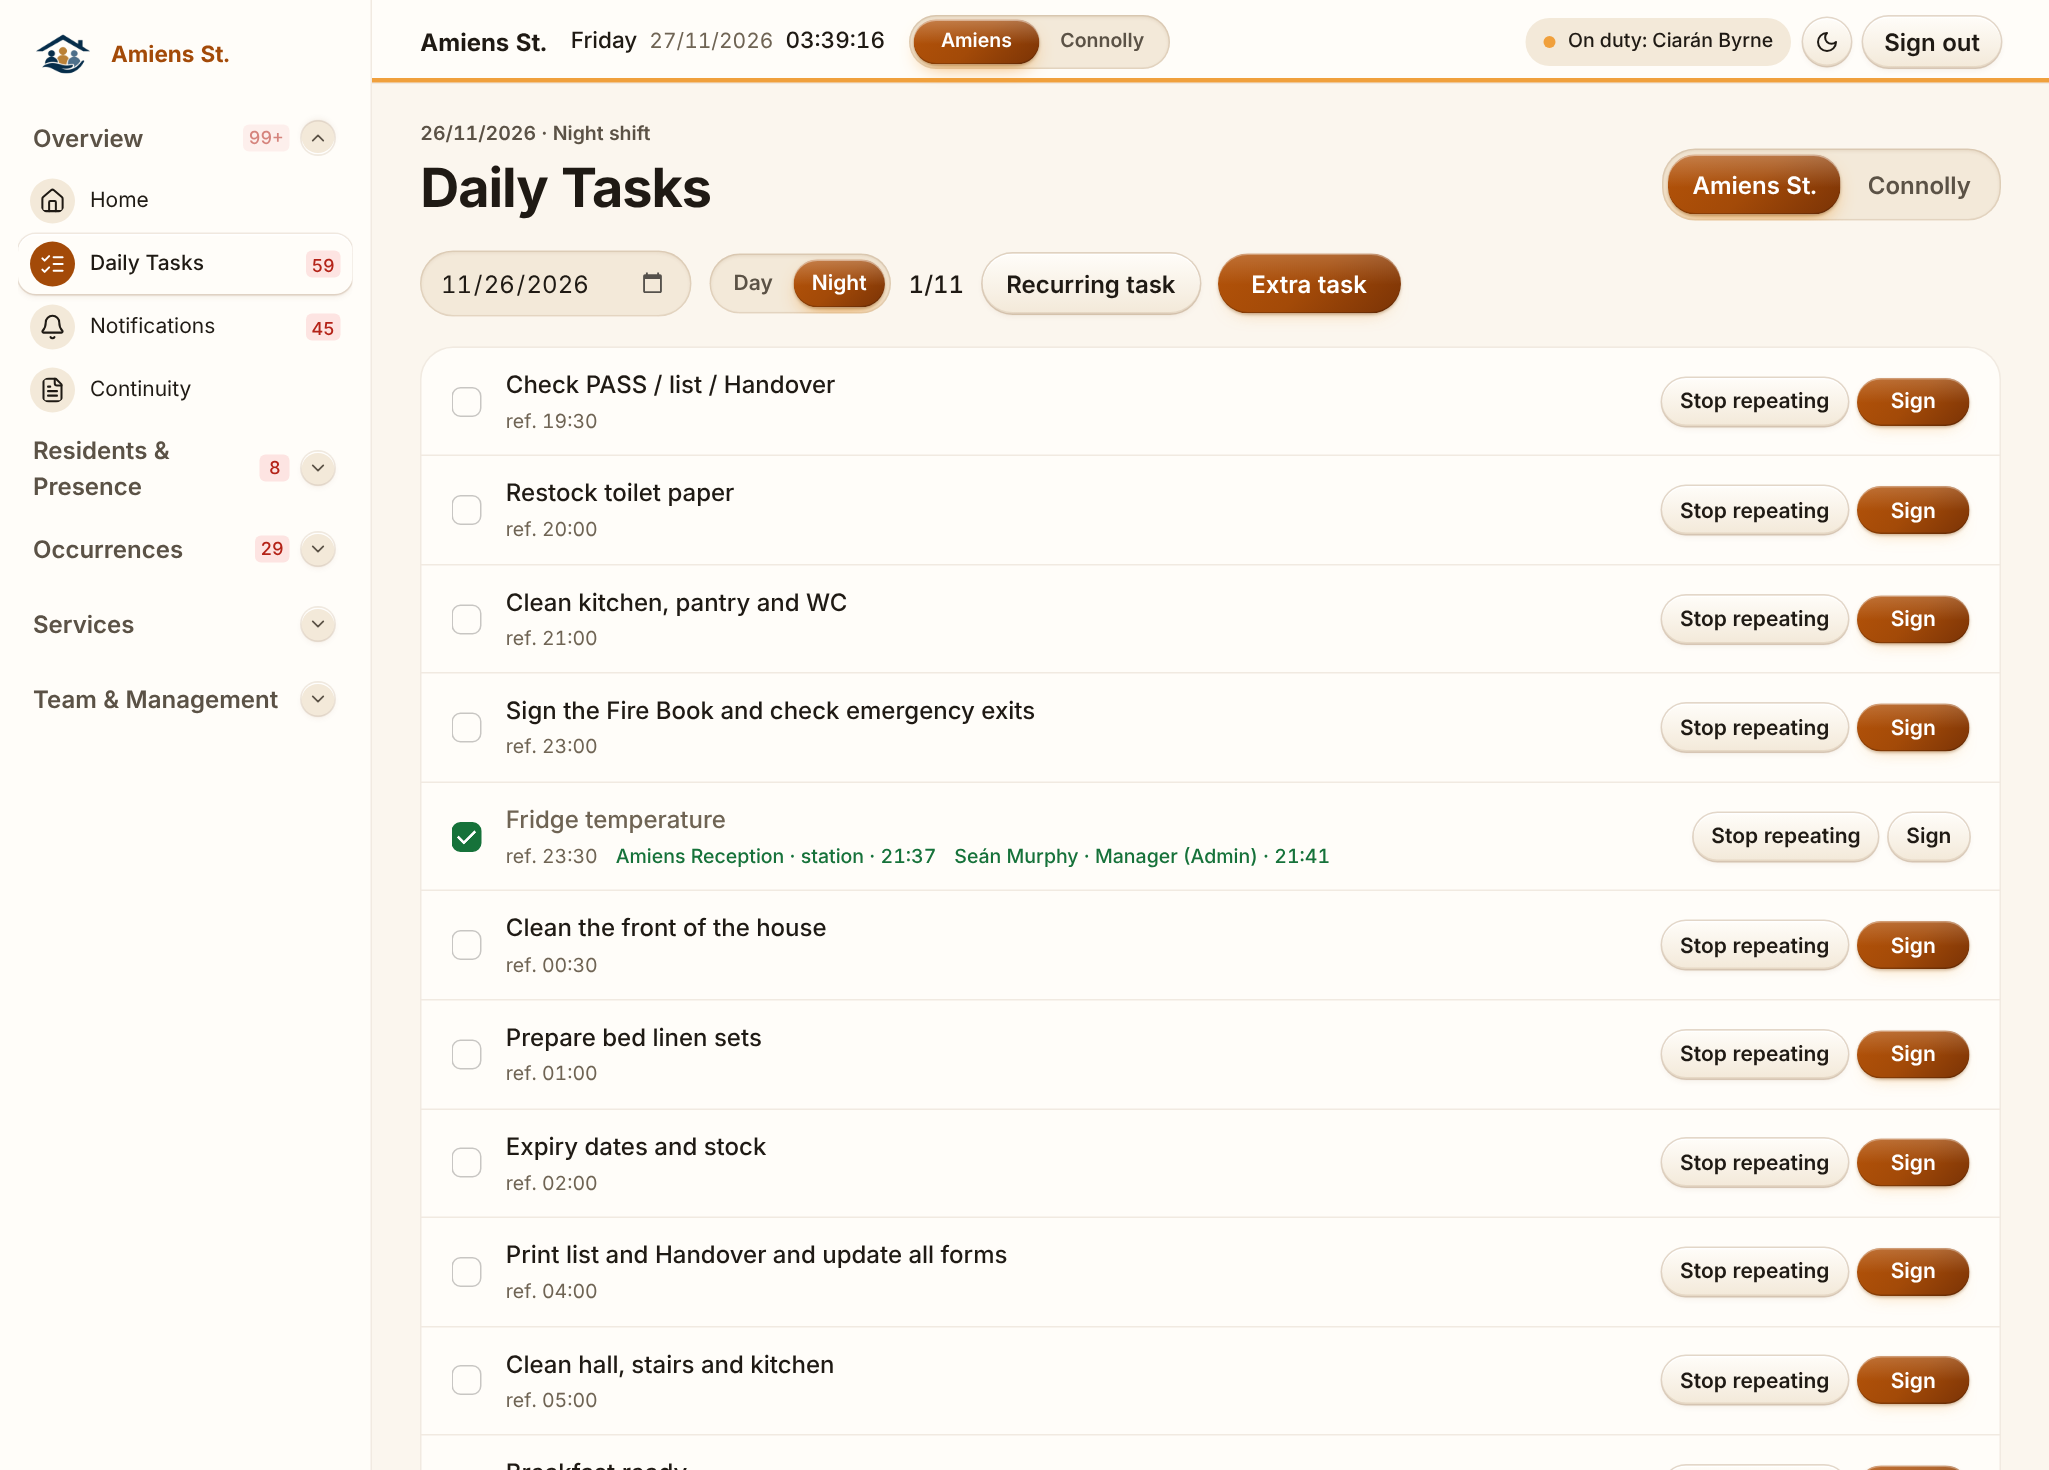 Amiens St.
Overview 99+
Home
Daily Tasks 59
Notifications 45
Continuity
Residents &
Presence 8
Occurrences 29
Services
Team & Management
Amiens St. Friday 27/11/2026 03:39:16 Amiens Connolly On duty: Ciarán Byrne Sign out
26/11/2026 · Night shift
Daily Tasks
Amiens St. Connolly
11/26/2026 Day Night 1/11 Recurring task Extra task
Check PASS / list / Handover
ref. 19:30
Stop repeating Sign
Restock toilet paper
ref. 20:00
Stop repeating Sign
Clean kitchen, pantry and WC
ref. 21:00
Stop repeating Sign
Sign the Fire Book and check emergency exits
ref. 23:00
Stop repeating Sign
Fridge temperature
ref. 23:30 Amiens Reception · station · 21:37 Seán Murphy · Manager (Admin) · 21:41
Stop repeating Sign
Clean the front of the house
ref. 00:30
Stop repeating Sign
Prepare bed linen sets
ref. 01:00
Stop repeating Sign
Expiry dates and stock
ref. 02:00
Stop repeating Sign
Print list and Handover and update all forms
ref. 04:00
Stop repeating Sign
Clean hall, stairs and kitchen
ref. 05:00
Stop repeating Sign
Breakfast ready